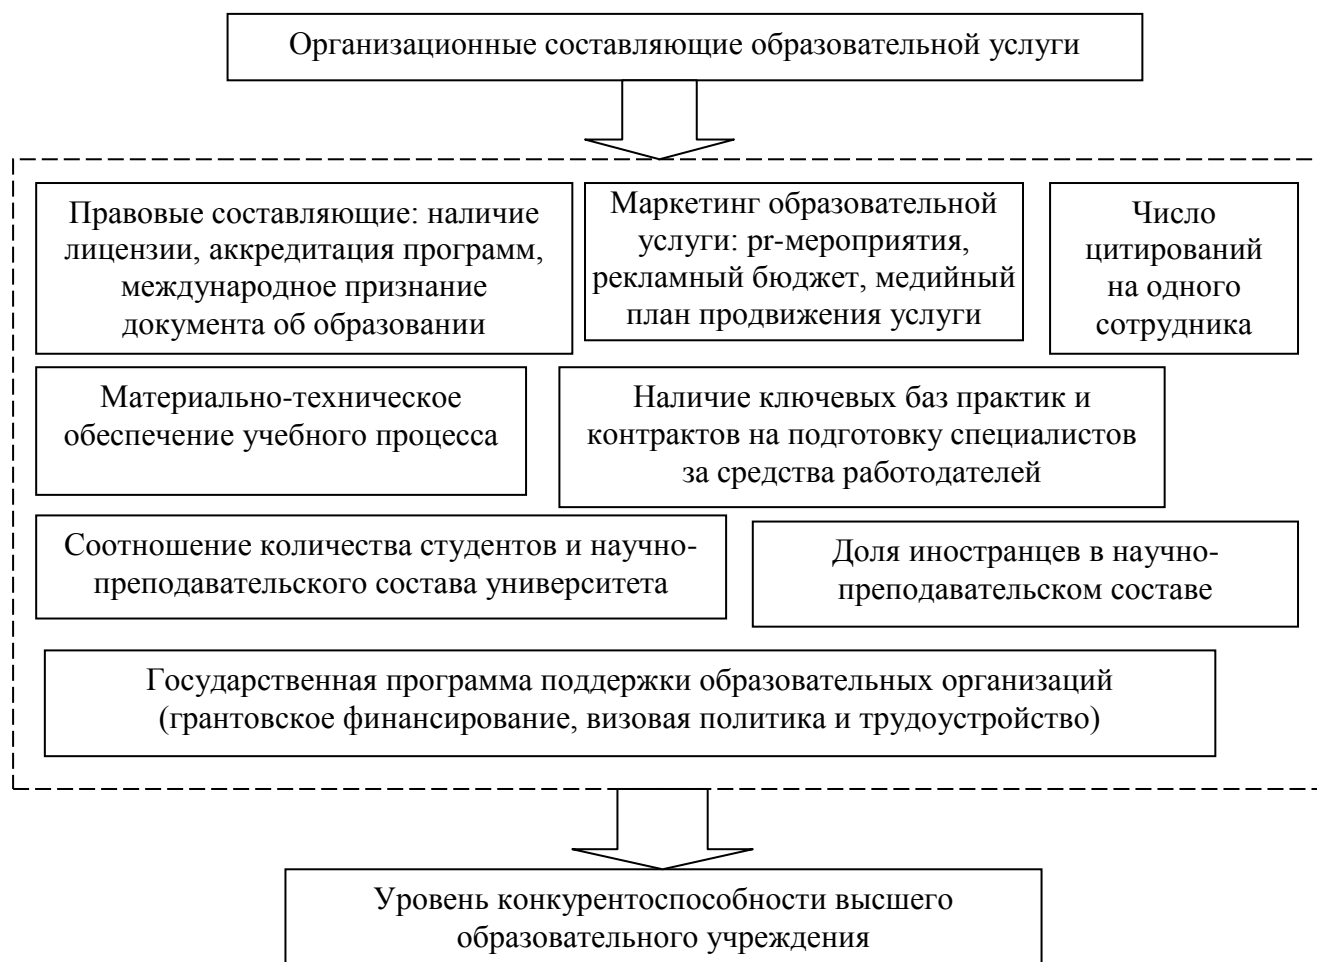 Организационные составляющие образовательной услуги
Правовые составляющие: наличие
лицензии, аккредитация программ,
международное признание
документа об образовании
Маркетинг образовательной
услуги: pr-мероприятия,
рекламный бюджет, медийный
план продвижения услуги
Число
цитирований
на одного
сотрудника
Материально-техническое
обеспечение учебного процесса
Наличие ключевых баз практик и
контрактов на подготовку специалистов
за средства работодателей
Соотношение количества студентов и научно-
преподавательского состава университета
Доля иностранцев в научно-
преподавательском составе
Государственная программа поддержки образовательных организаций
(грантовское финансирование, визовая политика и трудоустройство)
Уровень конкурентоспособности высшего
образовательного учреждения